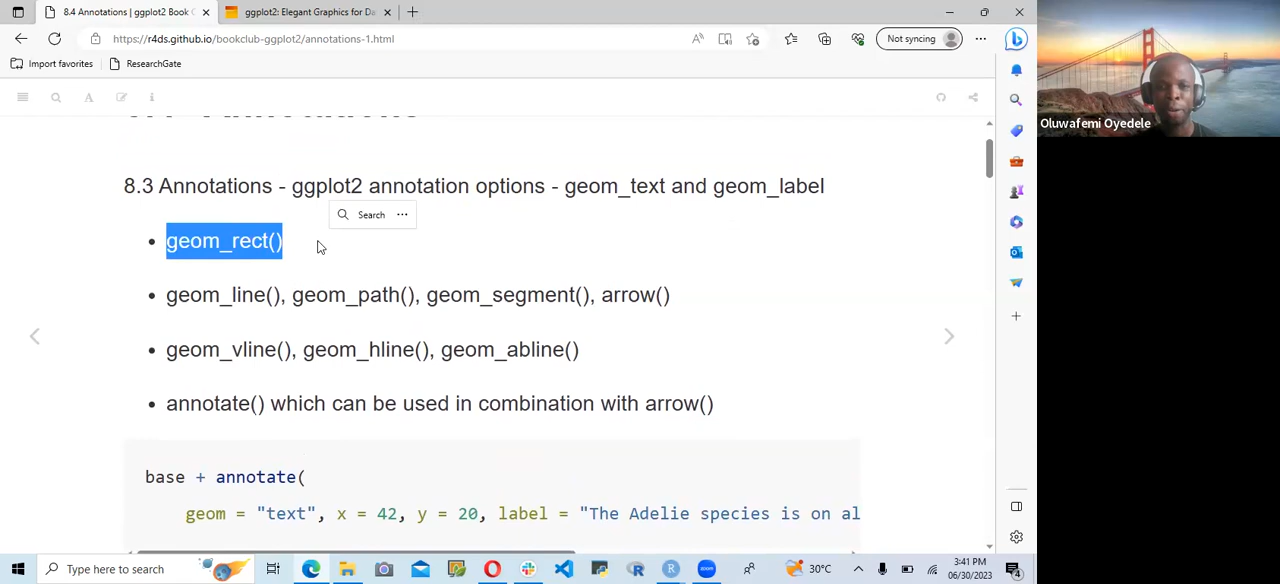 8.4 Annotations | ggplot2 Book C
ggplot2: Elegant Graphics for Da
https://r4ds.github.io/bookclub-ggplot2/annotations-1.html
Not syncing
Import favorites
ResearchGate
Oluwafemi Oyedele
8.3 Annotations - ggplot2 annotation options - geom_text and geom_label
Search
• geom_rect()
• geom_line(), geom_path(), geom_segment(), arrow()
• geom_vline(), geom_hline(), geom_abline()
• annotate() which can be used in combination with arrow()
base + annotate(
geom = "text", x = 42, y = 20, label = "The Adelie species is on al
Type here to search
30°C
3:41 PM
06/30/2023
4